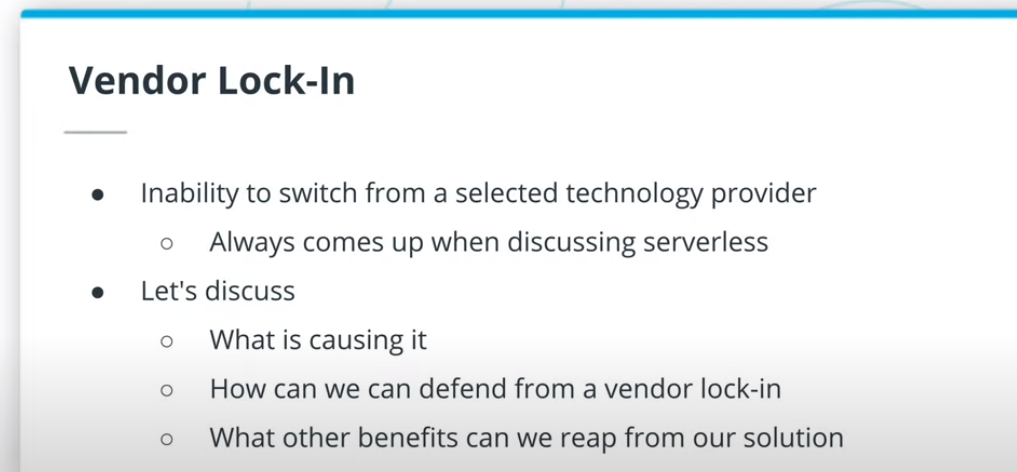 Vendor Lock-In
● Inability to switch from a selected technology provider
○ Always comes up when discussing serverless
● Let's discuss
○ What is causing it
○ How can we can defend from a vendor lock-in
○ What other benefits can we reap from our solution